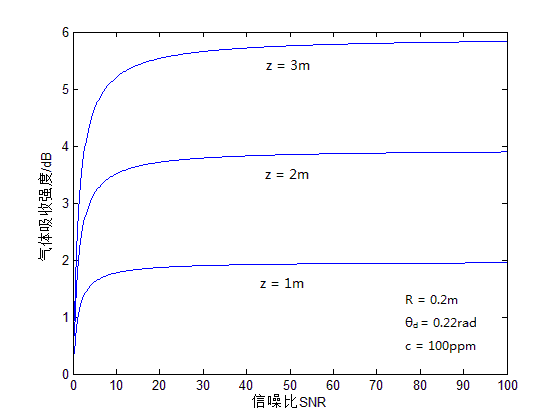 6
5
4
3
2
1
0
气体吸收强度/dB
z = 3m
z = 2m
z = 1m
R = 0.2m
θd = 0.22rad
c = 100ppm
0 10 20 30 40 50 60 70 80 90 100
信噪比SNR